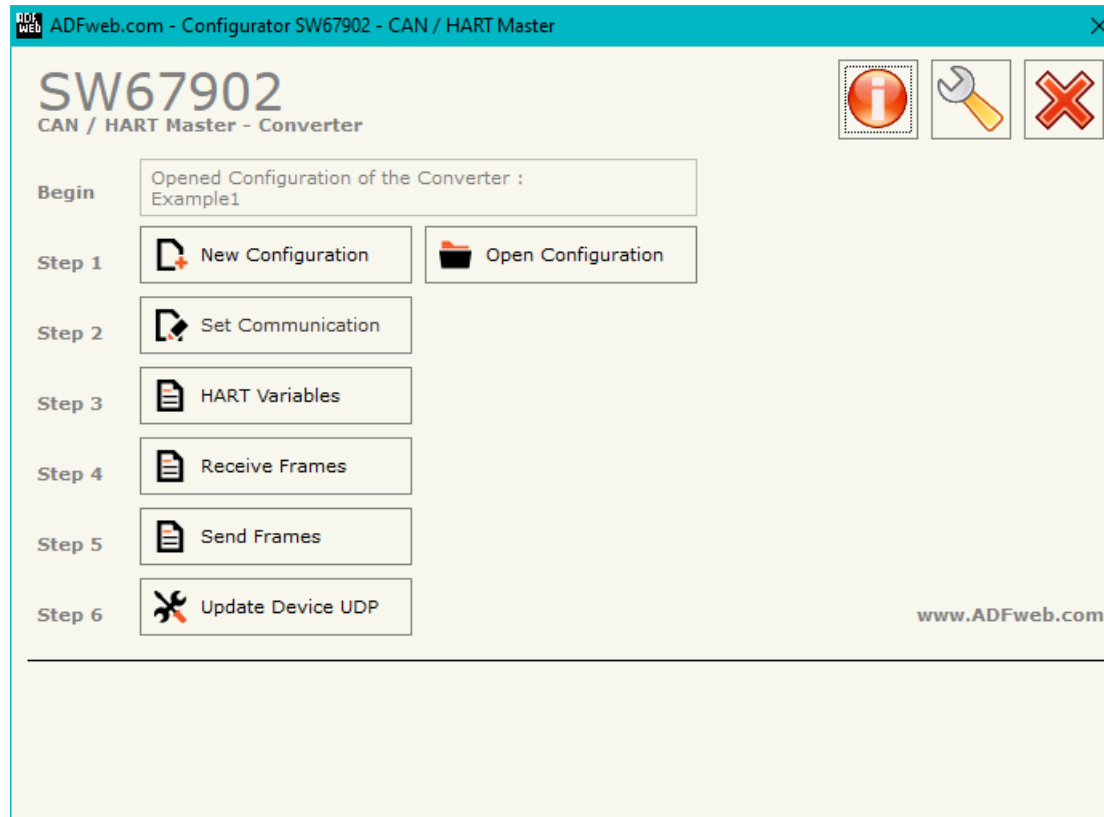 ADF
WEB
ADFweb.com - Configurator SW67902 - CAN / HART Master
SW67902
CAN / HART Master - Converter
Begin
Opened Configuration of the Converter :
Example1
Step 1
New Configuration
Open Configuration
Step 2
Set Communication
Step 3
HART Variables
Step 4
Receive Frames
Step 5
Send Frames
Step 6
Update Device UDP
www.ADFweb.com